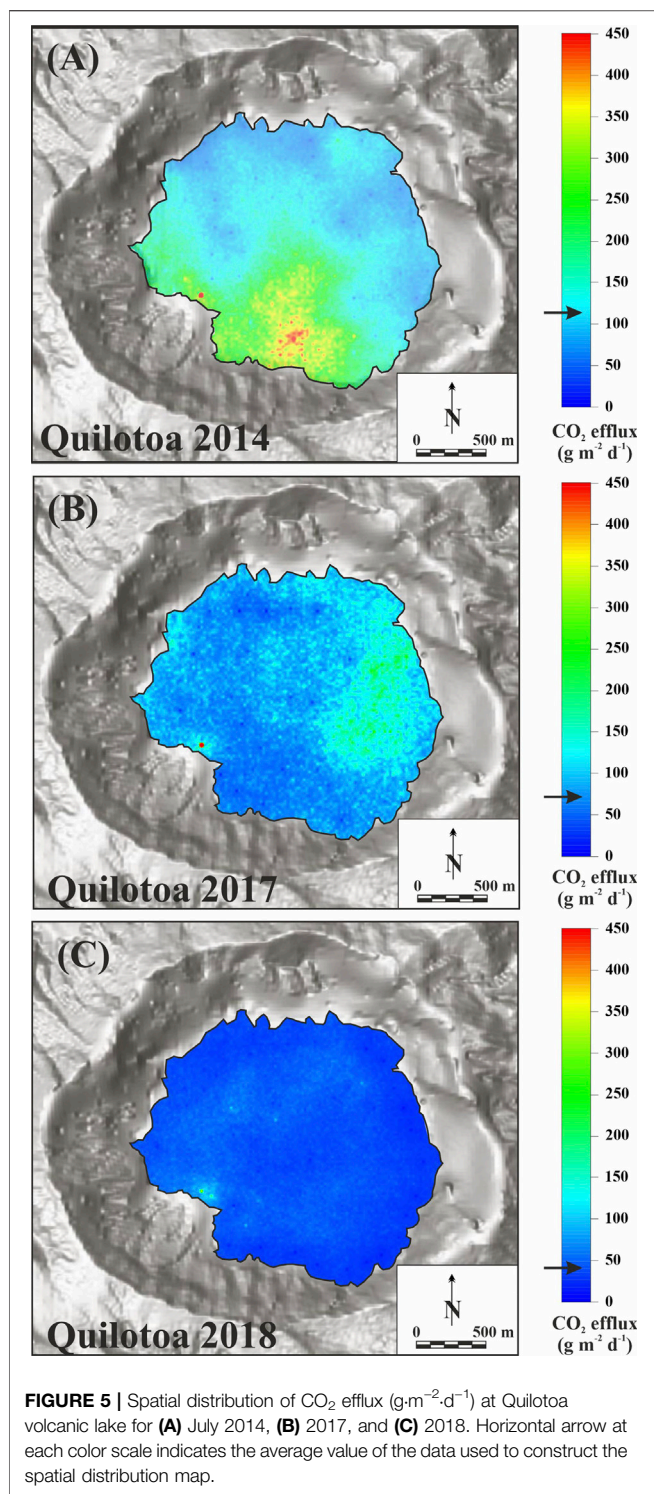 (A)
450
400
350
300
250
200
150
100
50
0
N
0 500 m
Quilotoa 2014
CO₂ efflux
(g m⁻² d⁻¹)
(B)
450
400
350
300
250
200
150
100
50
0
N
0 500 m
Quilotoa 2017
CO₂ efflux
(g m⁻² d⁻¹)
(C)
450
400
350
300
250
200
150
100
50
0
N
0 500 m
Quilotoa 2018
CO₂ efflux
(g m⁻² d⁻¹)
FIGURE 5 | Spatial distribution of CO₂ efflux (g·m⁻²·d⁻¹) at Quilotoa
volcanic lake for (A) July 2014, (B) 2017, and (C) 2018. Horizontal arrow at
each color scale indicates the average value of the data used to construct the
spatial distribution map.